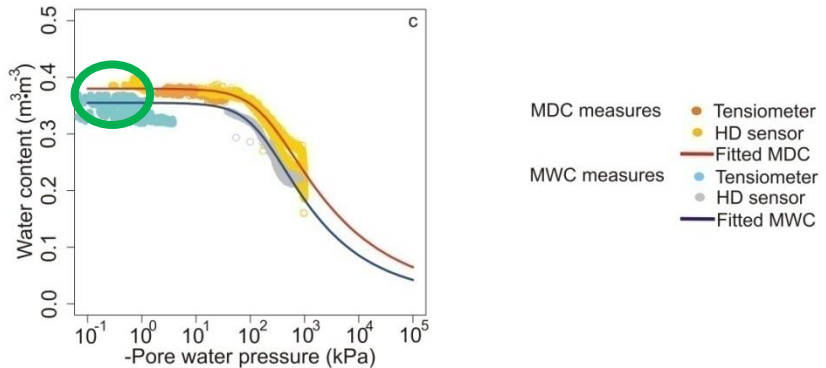 c
0.5
0.4
0.3
0.2
0.1
0.0
Water content (m³·m⁻³)
10⁻¹ 10⁰ 10¹ 10² 10³ 10⁴ 10⁵
-Pore water pressure (kPa)
MDC measures
Tensiometer
HD sensor
Fitted MDC
MWC measures
Tensiometer
HD sensor
Fitted MWC